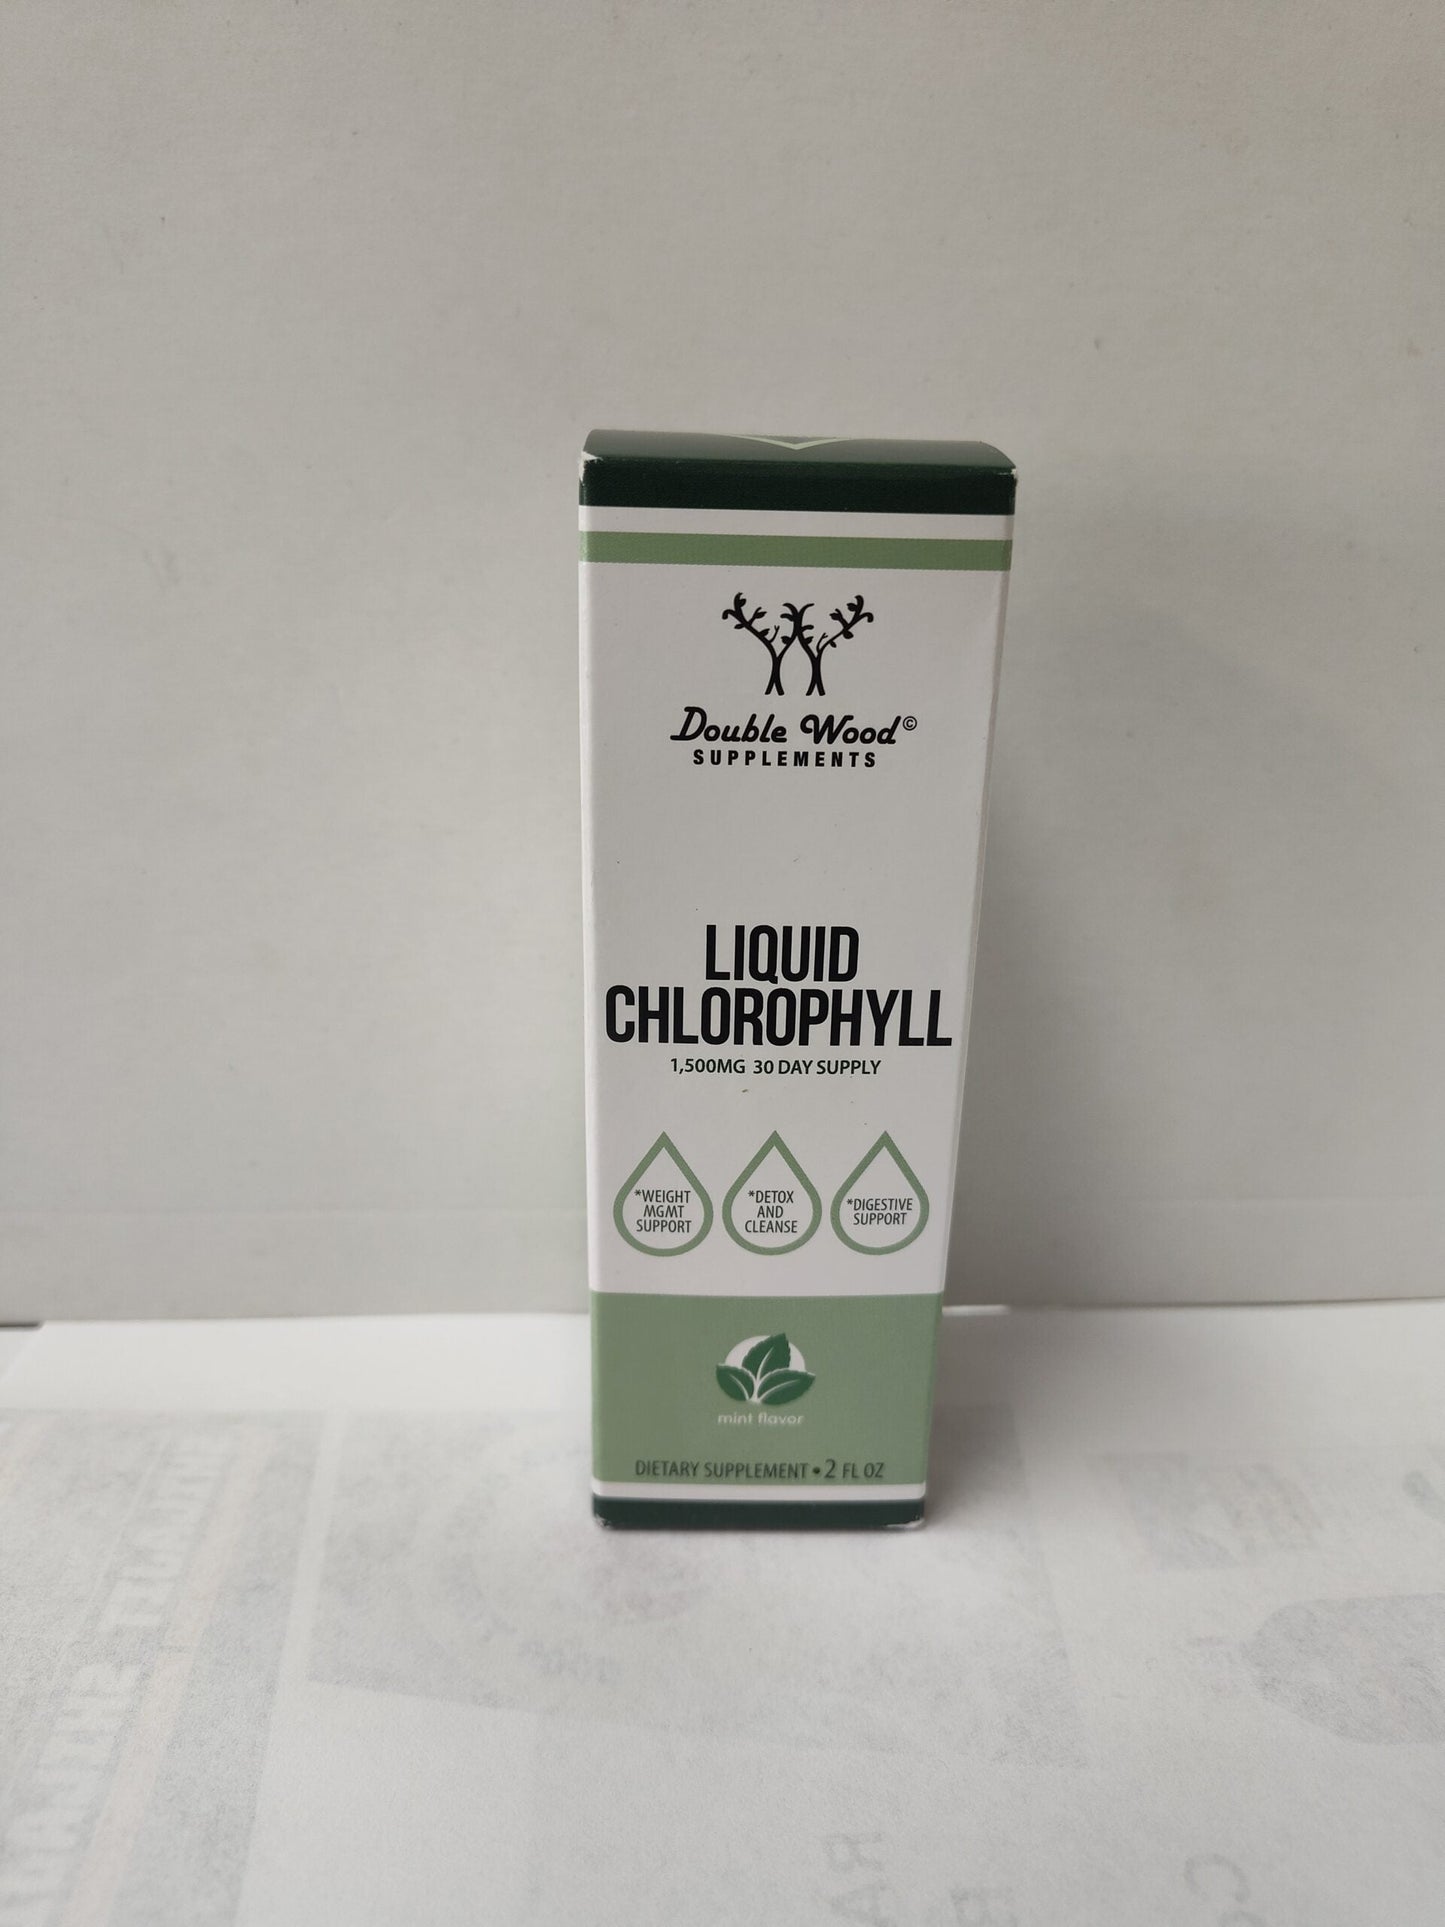 Double Wood©
SUPPLEMENTS
LIQUID
CHLOROPHYLL
1,500MG 30 DAY SUPPLY
*WEIGHT
MGMT
SUPPORT
*DETOX
AND
CLEANSE
*DIGESTIVE
SUPPORT
mint flavor
DIETARY SUPPLEMENT • 2 FL OZ